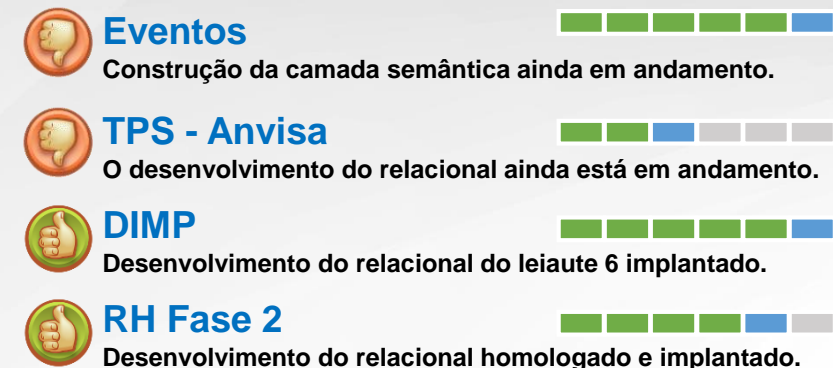 Eventos
Construção da camada semântica ainda em andamento.
TPS - Anvisa
O desenvolvimento do relacional ainda está em andamento.
DIMP
Desenvolvimento do relacional do leiaute 6 implantado.
RH Fase 2
Desenvolvimento do relacional homologado e implantado.